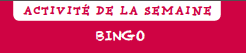 ACTIVITÉ DE LA SEMAINE
BINGO